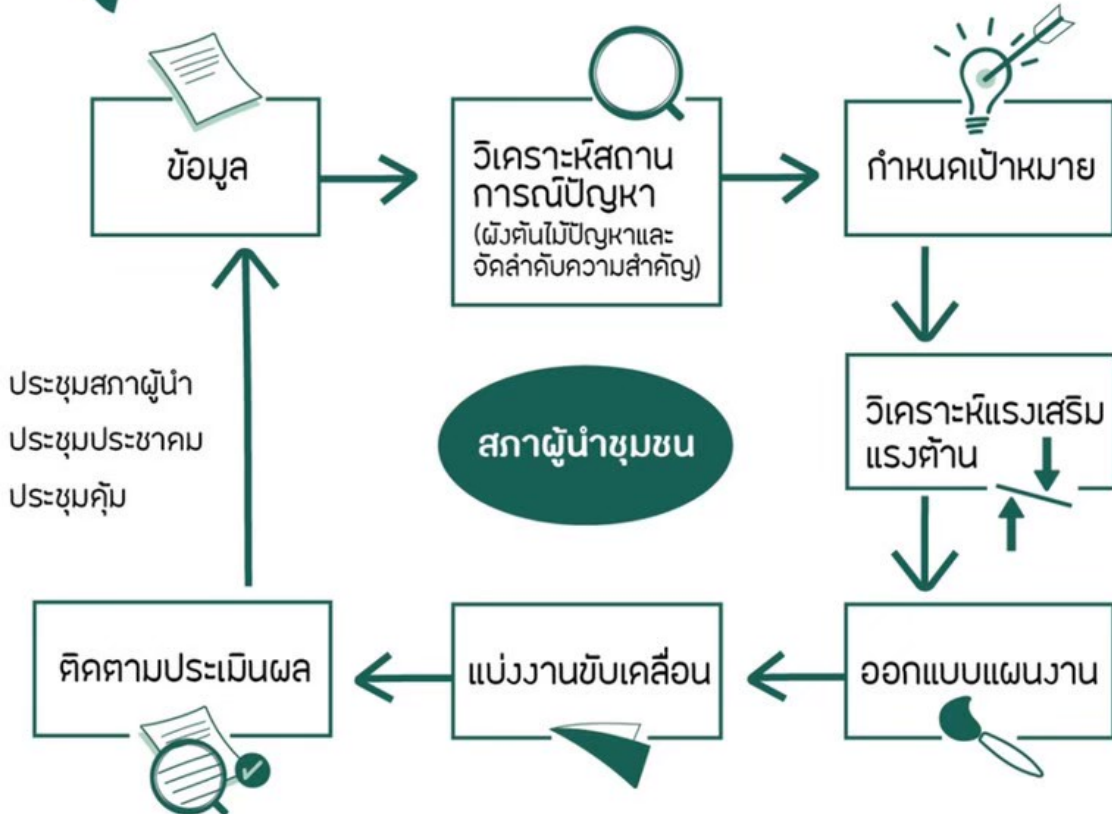 ข้อมูล
วิเคราะห์สถาน
การณ์ปัญหา
(ผังต้นไม้ปัญหาและ
จัดลำดับความสำคัญ)
กำหนดเป้าหมาย
วิเคราะห์แรงเสริม
แรงต้าน
ออกแบบแผนงาน
แบ่งงานขับเคลื่อน
ติดตามประเมินผล
ประชุมสภาผู้นำ
ประชุมประชาคม
ประชุมคุ้ม
สภาผู้นำชุมชน